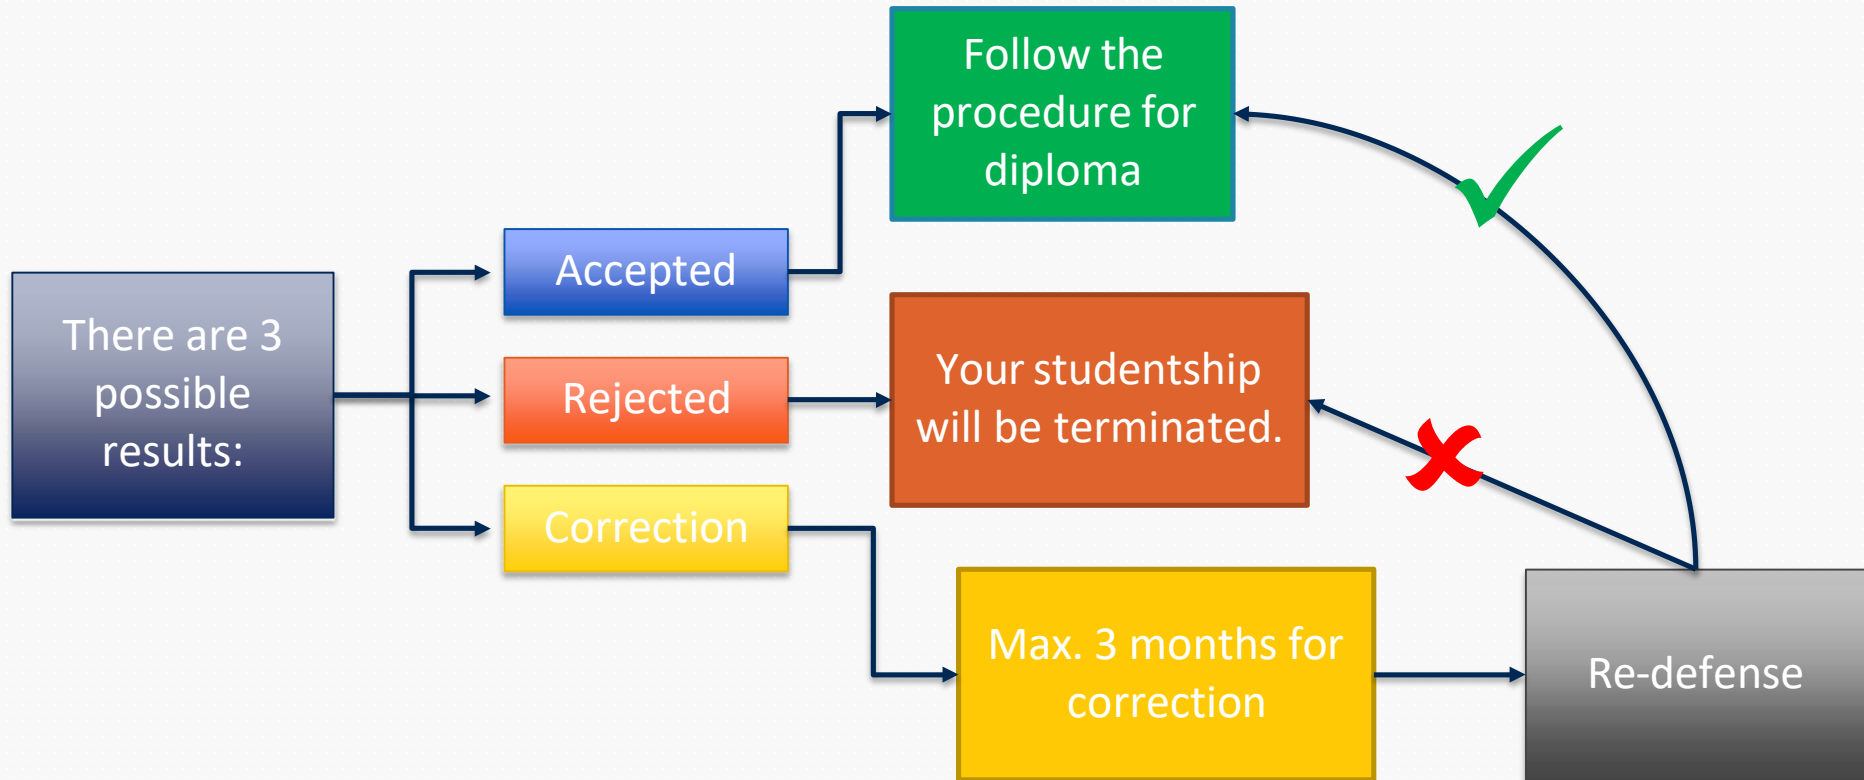 There are 3
possible
results:
Accepted
Rejected
Correction
Follow the
procedure for
diploma
Your studentship
will be terminated.
Max. 3 months for
correction
Re-defense